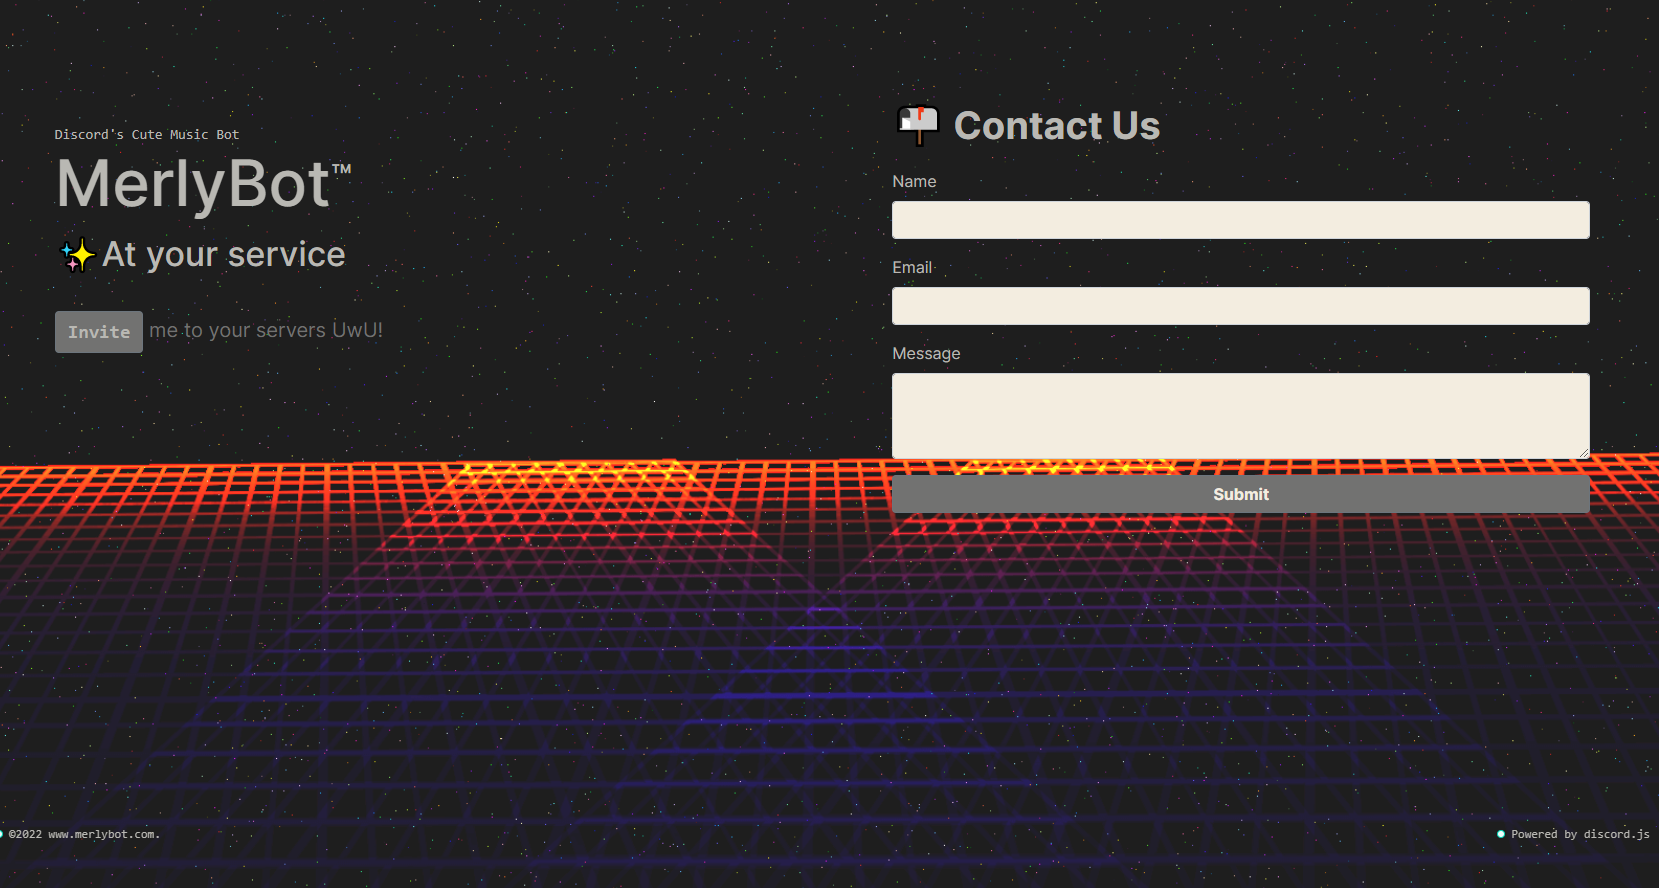 Discord's Cute Music Bot
MerlyBot™
At your service
Invite me to your servers UwU!
Contact Us
Name
Email
Message
Submit
©2022 www.merlybot.com.
Powered by discord.js